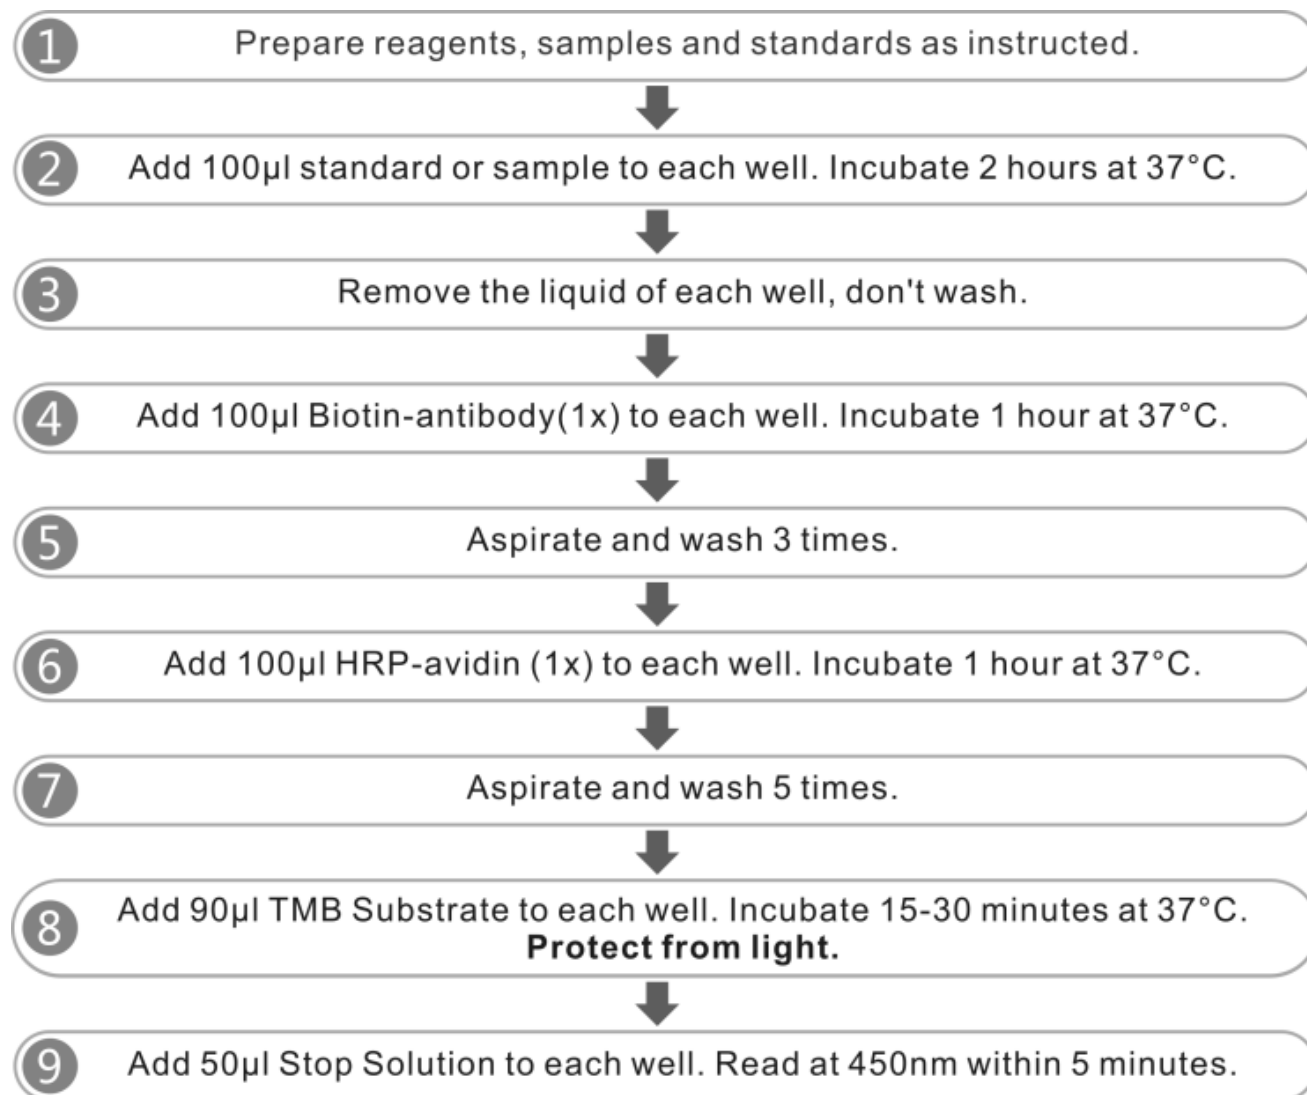 1 Prepare reagents, samples and standards as instructed.
2 Add 100µl standard or sample to each well. Incubate 2 hours at 37°C.
3 Remove the liquid of each well, don't wash.
4 Add 100µl Biotin-antibody(1x) to each well. Incubate 1 hour at 37°C.
5 Aspirate and wash 3 times.
6 Add 100µl HRP-avidin (1x) to each well. Incubate 1 hour at 37°C.
7 Aspirate and wash 5 times.
8 Add 90µl TMB Substrate to each well. Incubate 15-30 minutes at 37°C.
Protect from light.
9 Add 50µl Stop Solution to each well. Read at 450nm within 5 minutes.